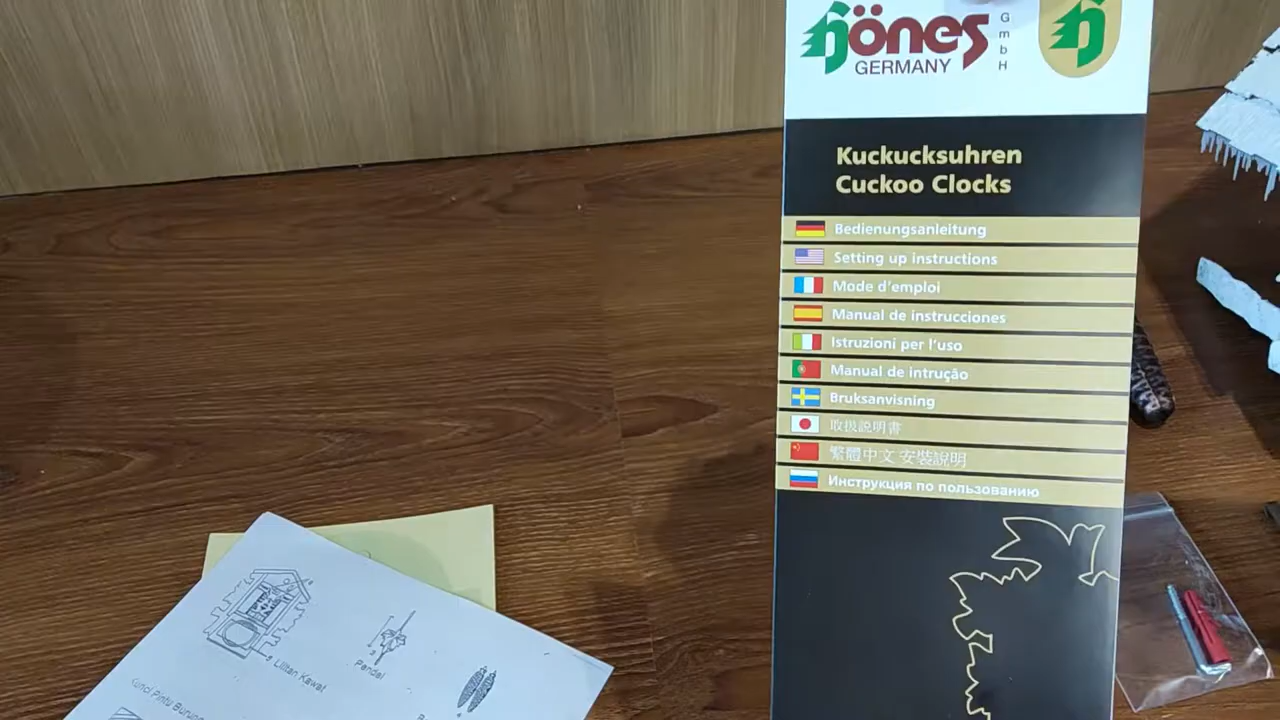 hönes
GmbH
GERMANY
Kuckucksuhren
Cuckoo Clocks
Bedienungsanleitung
Setting up instructions
Mode d'emploi
Manual de instrucciones
Istruzioni per l'uso
Manual de intrução
Bruksanvisning
取扱説明書
繁體中文 安裝說明
Инструкция по пользованию
Lilitan Kawat
Pendel
Pintu Burung